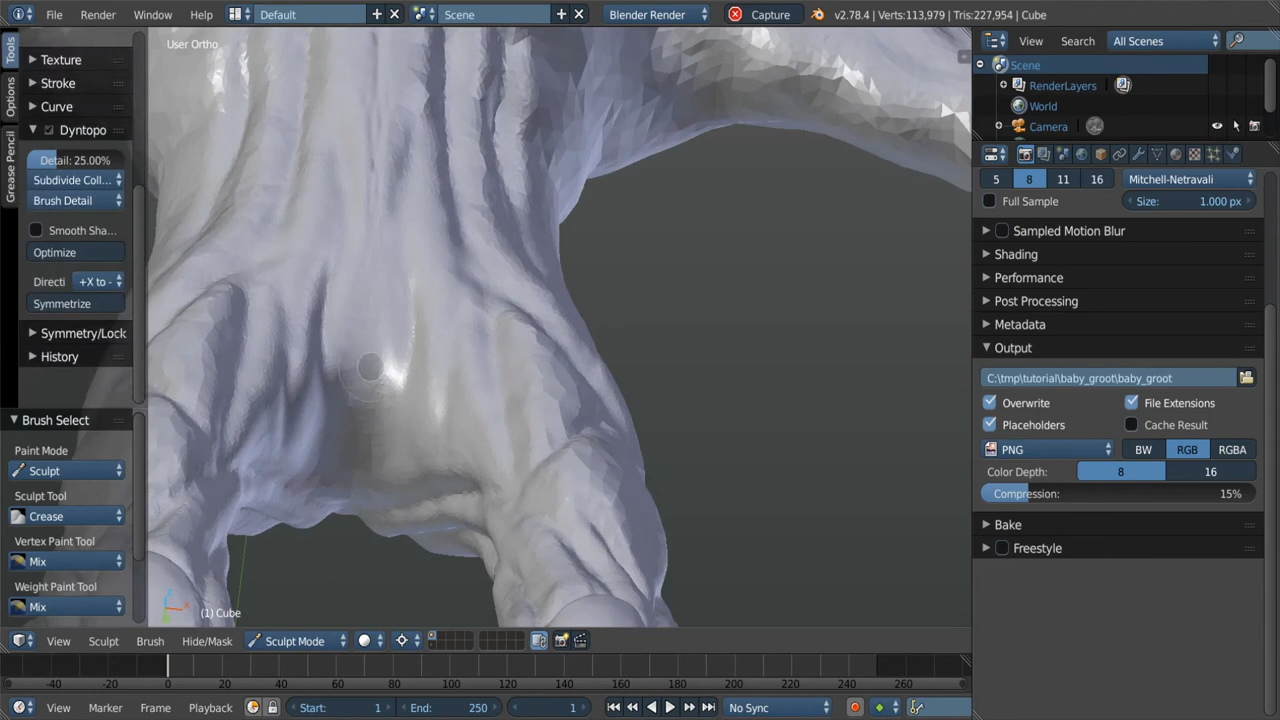 File Render Window Help Default Scene Blender Render Capture v2.78.4 | Verts:113,979 | Tris:227,954 | Cube
User Ortho
Tools
Options
Grease Pencil
Texture
Stroke
Curve
Dyntopo
Detail: 25.00%
Subdivide Coll...
Brush Detail
Smooth Sha...
Optimize
Directi +X to -
Symmetrize
Symmetry/Lock
History
Brush Select
Paint Mode
Sculpt
Sculpt Tool
Crease
Vertex Paint Tool
Mix
Weight Paint Tool
Mix
(1) Cube
z
x
View Sculpt Brush Hide/Mask Sculpt Mode
-40 -20 0 20 40 60 80 100 120 140 160 180 200 220 240 260
View Marker Frame Playback Start: 1 End: 250 1 No Sync
View Search All Scenes
Scene
RenderLayers
World
Camera
5 8 11 16 Mitchell-Netravali
Full Sample Size: 1.000 px
Sampled Motion Blur
Shading
Performance
Post Processing
Metadata
Output
C:\tmp\tutorial\baby_groot\baby_groot
Overwrite File Extensions
Placeholders Cache Result
PNG BW RGB RGBA
Color Depth: 8 16
Compression: 15%
Bake
Freestyle